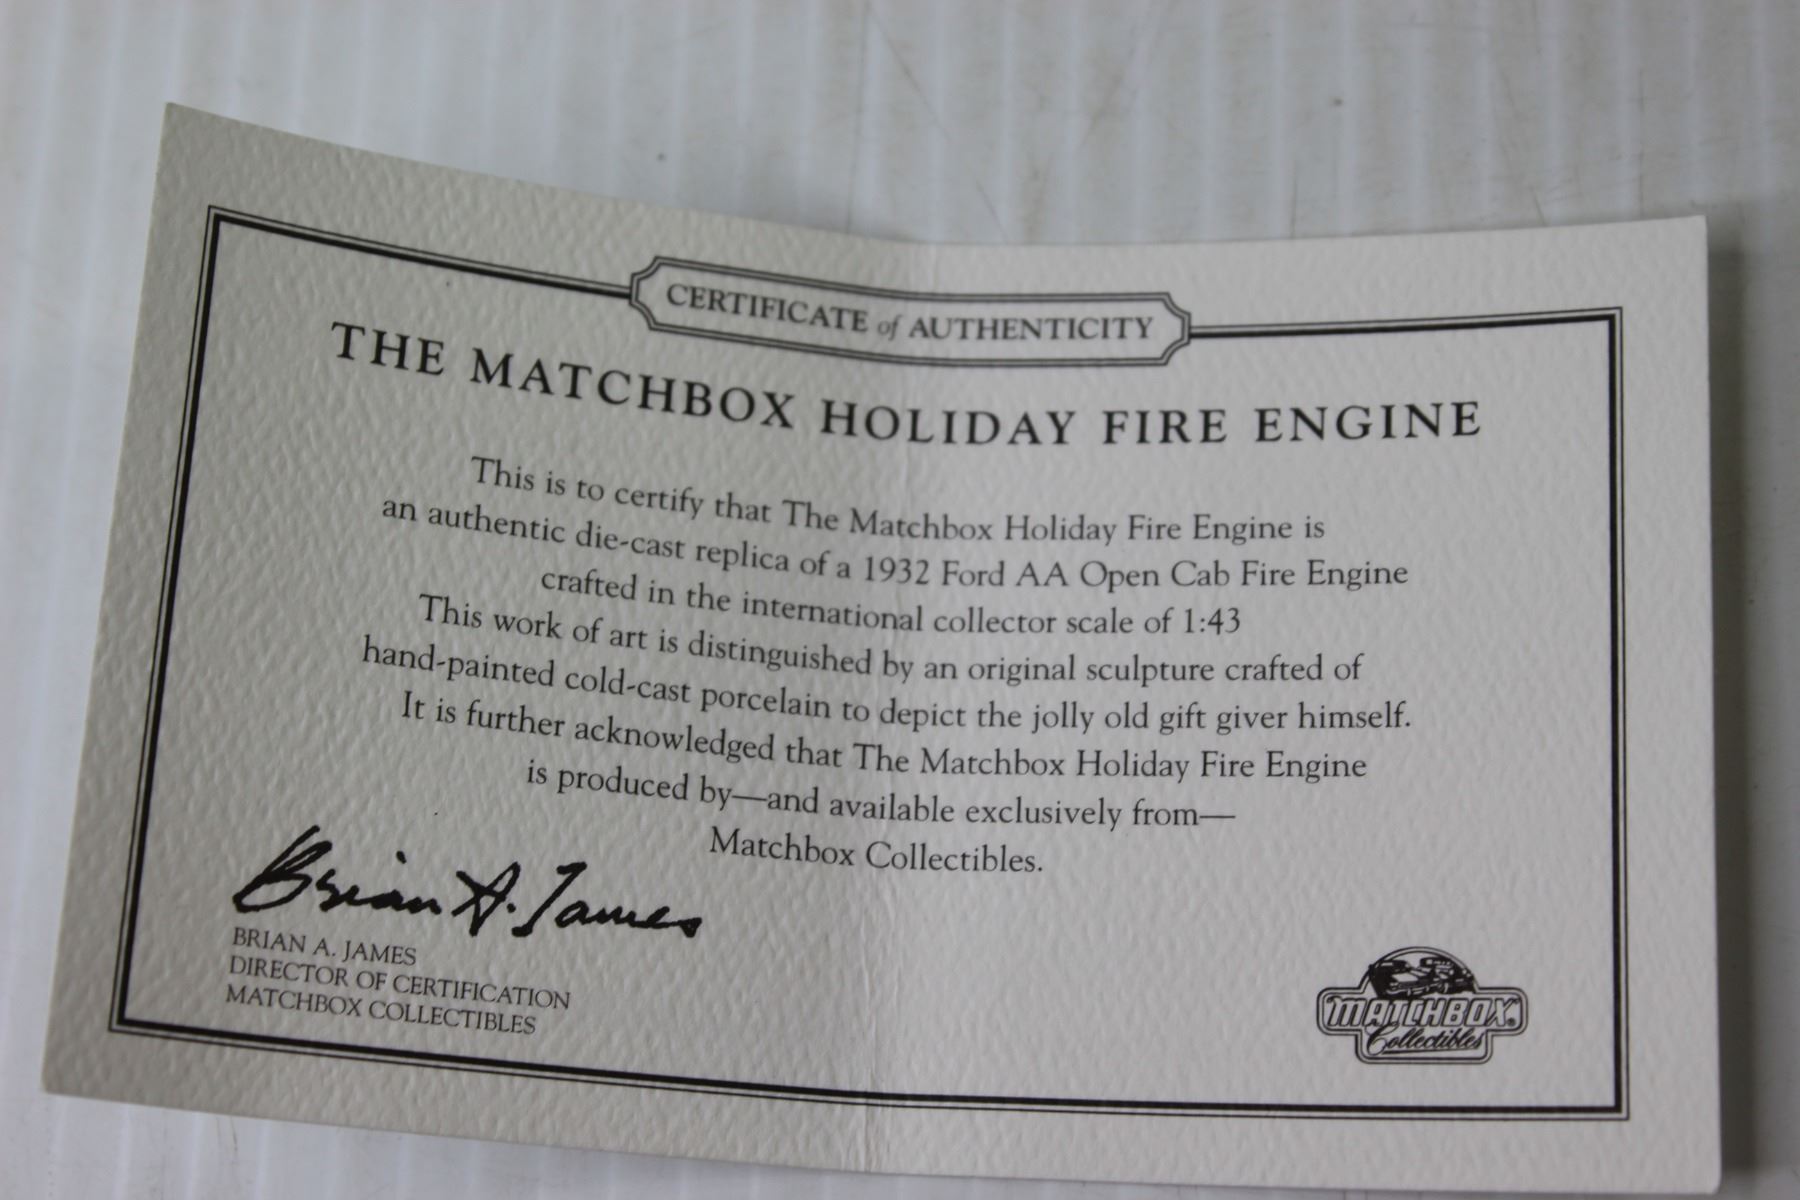 CERTIFICATE of AUTHENTICITY
THE MATCHBOX HOLIDAY FIRE ENGINE
This is to certify that The Matchbox Holiday Fire Engine is
an authentic die-cast replica of a 1932 Ford AA Open Cab Fire Engine
crafted in the international collector scale of 1:43
This work of art is distinguished by an original sculpture crafted of
hand-painted cold-cast porcelain to depict the jolly old gift giver himself.
It is further acknowledged that The Matchbox Holiday Fire Engine
is produced by—and available exclusively from—
Matchbox Collectibles.
Brian A. James
BRIAN A. JAMES
DIRECTOR OF CERTIFICATION
MATCHBOX COLLECTIBLES
MATCHBOX®
Collectibles